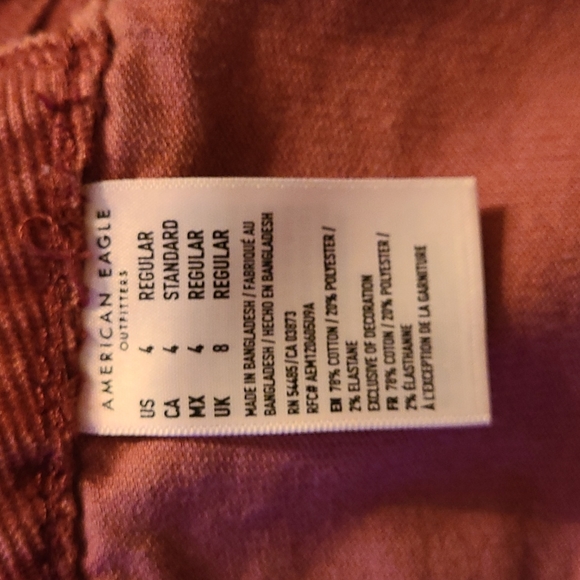 AMERICAN EAGLE
OUTFITTERS
US 4 REGULAR
CA 4 STANDARD
MX 4 REGULAR
UK 8 REGULAR
MADE IN BANGLADESH / FABRIQUÉ AU
BANGLADESH / HECHO EN BANGLADESH
RN 54485/CA 03873
RFC# AEM1206805U9A
EN 78% COTTON / 20% POLYESTER /
2% ELASTANE
EXCLUSIVE OF DECORATION
FR 78% COTON / 20% POLYESTER /
2% ÉLASTHANNE
À L'EXCEPTION DE LA GARNITURE